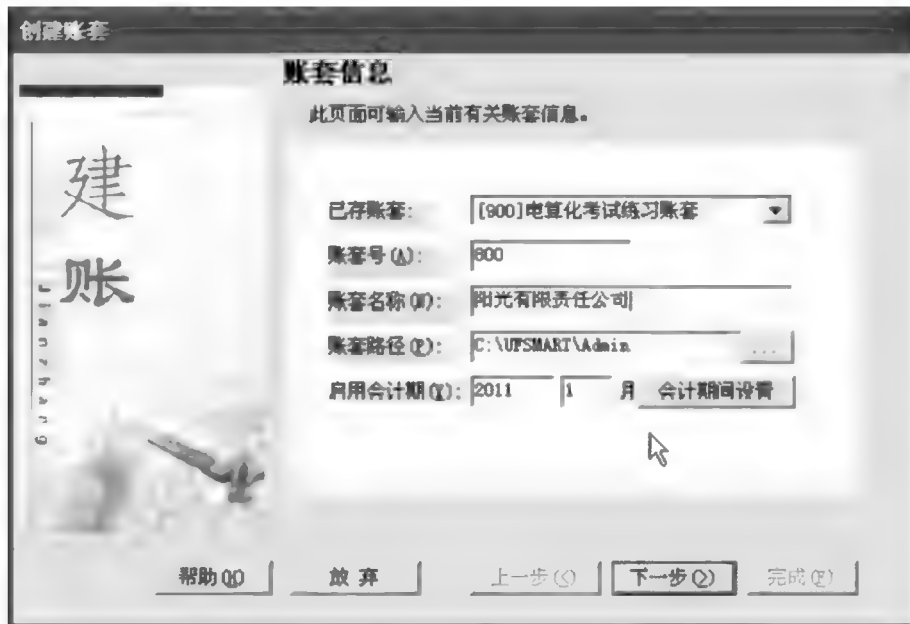 创建账套
账套信息
此页面可输入当前有关账套信息。
建账
Jianzhang
已存账套: [900]电算化考试练习账套
账套号(A): 800
账套名称(N): 阳光有限责任公司
账套路径(P): C:\UFSMART\Admin ...
启用会计期(Y): 2011 1 月 会计期间设置
帮助(H) 放弃 上一步(<) 下一步(>) 完成(F)